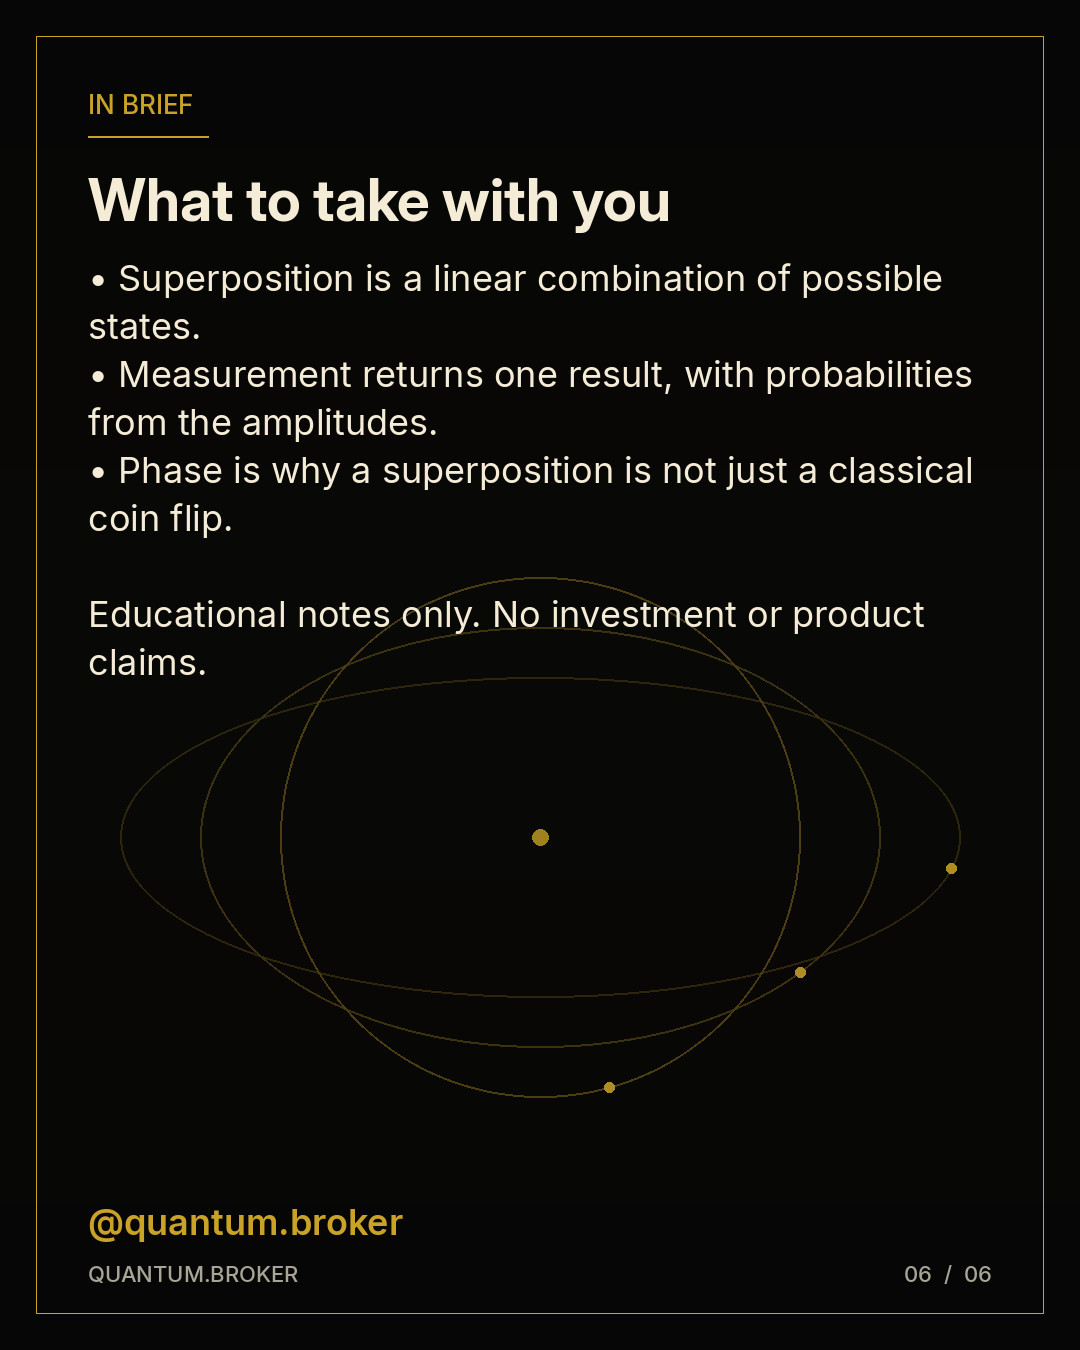 IN BRIEF
What to take with you
• Superposition is a linear combination of possible
states.
• Measurement returns one result, with probabilities
from the amplitudes.
• Phase is why a superposition is not just a classical
coin flip.
Educational notes only. No investment or product
claims.
@quantum.broker
QUANTUM.BROKER
06 / 06